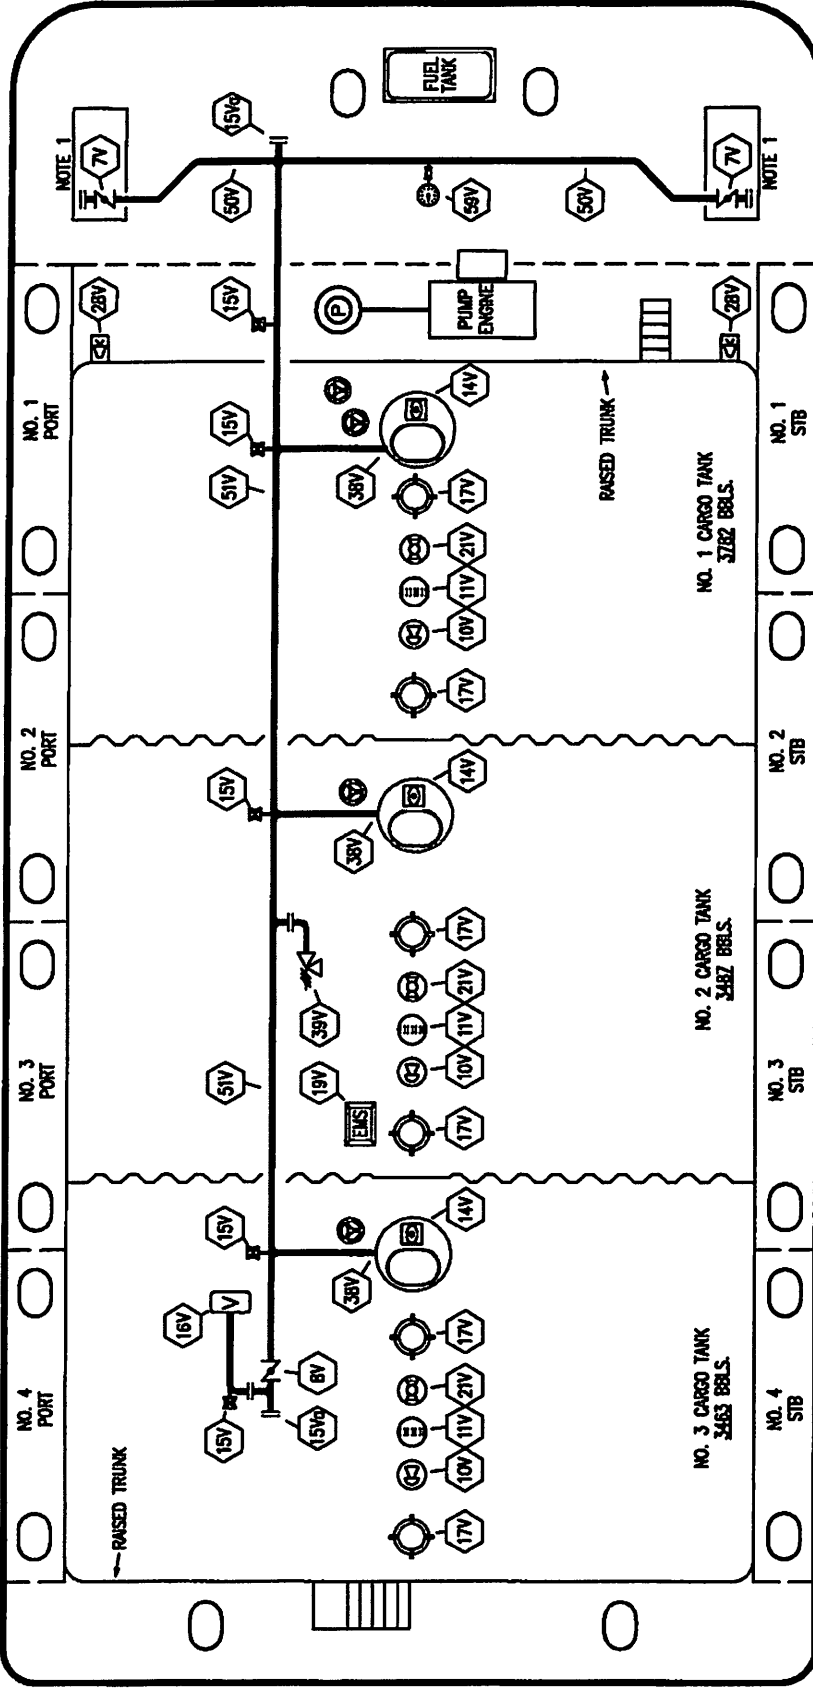 NO. 4
PORT
NO. 3
PORT
NO. 2
PORT
NO. 1
PORT
NOTE 1
28V
7V
RAISED TRUNK
16V
V
15V
15V
51V
15V
51V
15V
15V
50V
15Va
15Va
8V
19V
39V
38V
EMS
38V
38V
P
FUEL
TANK
PUMP
ENGINE
17V
10V
11V
21V
17V
14V
17V
10V
11V
21V
17V
14V
17V
10V
11V
21V
17V
14V
59V
50V
RAISED TRUNK
NO. 3 CARGO TANK
3463 BBLS.
NO. 2 CARGO TANK
3487 BBLS.
NO. 1 CARGO TANK
3782 BBLS.
28V
7V
NOTE 1
NO. 4
STB
NO. 3
STB
NO. 2
STB
NO. 1
STB